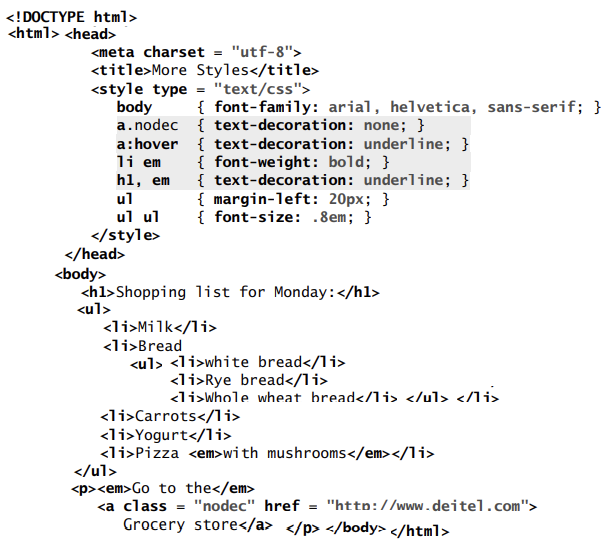 <!DOCTYPE html>
<html> <head>
<meta charset = "utf-8">
<title>More Styles</title>
<style type = "text/css">
body { font-family: arial, helvetica, sans-serif; }
a.nodec { text-decoration: none; }
a:hover { text-decoration: underline; }
li em { font-weight: bold; }
h1, em { text-decoration: underline; }
ul { margin-left: 20px; }
ul ul { font-size: .8em; }
</style>
</head>
<body>
<h1>Shopping list for Monday:</h1>
<ul>
<li>Milk</li>
<li>Bread
<ul> <li>white bread</li>
<li>Rye bread</li>
<li>Whole wheat bread</li> </ul> </li>
<li>Carrots</li>
<li>Yogurt</li>
<li>Pizza <em>with mushrooms</em></li>
</ul>
<p><em>Go to the</em>
<a class = "nodec" href = "http://www.deitel.com">
Grocery store</a> </p> </body> </html>